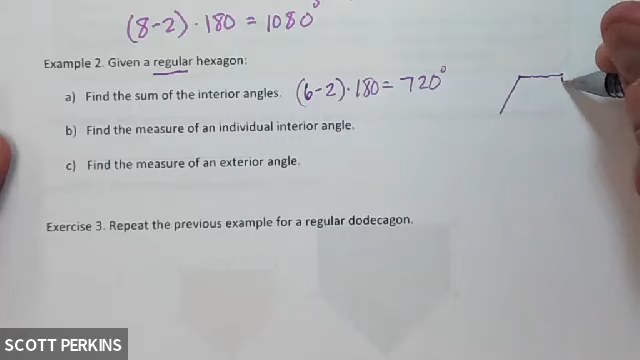 (8-2)·180 = 1080°
Example 2. Given a regular hexagon:
a) Find the sum of the interior angles. (6-2)·180 = 720°
b) Find the measure of an individual interior angle.
c) Find the measure of an exterior angle.
Exercise 3. Repeat the previous example for a regular dodecagon.
SCOTT PERKINS